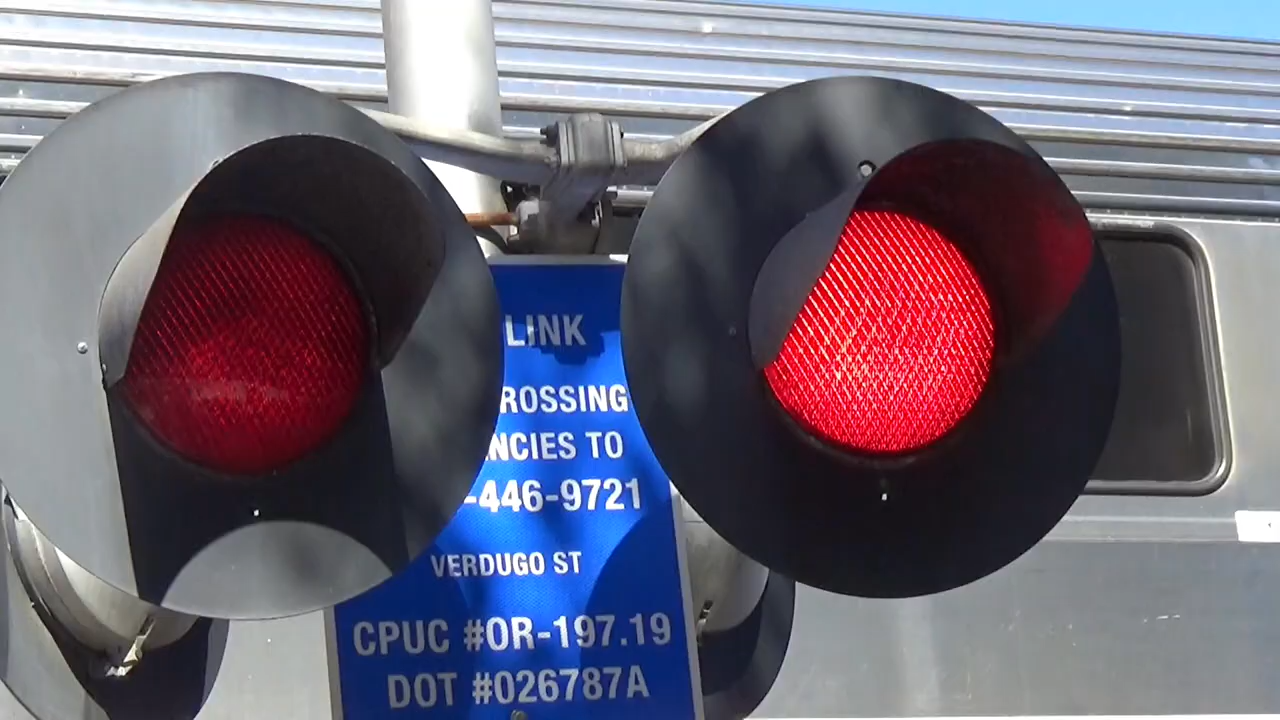 LINK
ROSSING
NCIES TO
-446-9721
VERDUGO ST
CPUC #OR-197.19
DOT #026787A